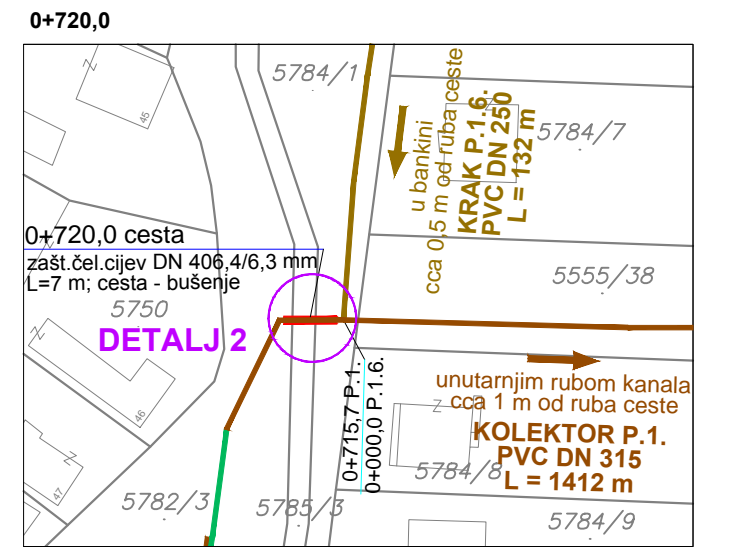 0+720,0
5784/1
u bankini
cca 0,5 m od ruba ceste
KRAK P.1.6.
PVC DN 250
L = 132 m
5784/7
Z
45
0+720,0 cesta
zašt.čel.cijev DN 406,4/6,3 mm
L=7 m; cesta - bušenje
5555/38
5750
DETALJ 2
Z
46
0+715,7 P.1.
0+000,0 P.1.6.
unutarnjim rubom kanala
cca 1 m od ruba ceste
Z
KOLEKTOR P.1.
PVC DN 315
L = 1412 m
5784/8
Z
47
5782/3
5785/3
5784/9